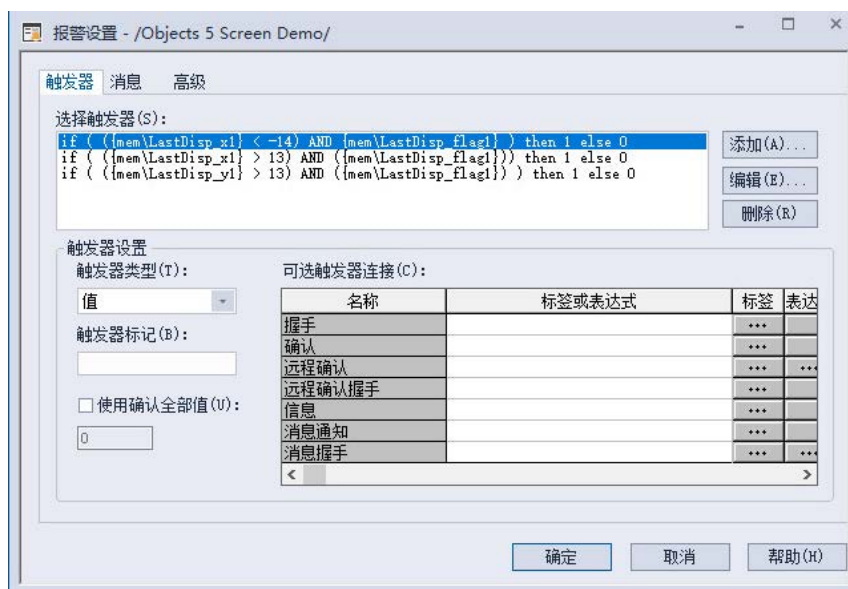 报警设置 - /Objects 5 Screen Demo/
触发器 消息 高级
选择触发器(S):
if ( ({mem\LastDisp_x1} < -14) AND {mem\LastDisp_flag1} ) then 1 else 0
if ( ({mem\LastDisp_x1} > 13) AND ({mem\LastDisp_flag1})) then 1 else 0
if ( ({mem\LastDisp_y1} > 13) AND ({mem\LastDisp_flag1}) ) then 1 else 0
添加(A)...
编辑(E)...
删除(R)
触发器设置
触发器类型(T):
值
触发器标记(B):
使用确认全部值(U):
0
可选触发器连接(C):
名称 标签或表达式 标签 表达
握手 ...
确认 ...
远程确认 ... ...
远程确认握手 ...
信息 ...
消息通知 ...
消息握手 ... ...
确定 取消 帮助(H)